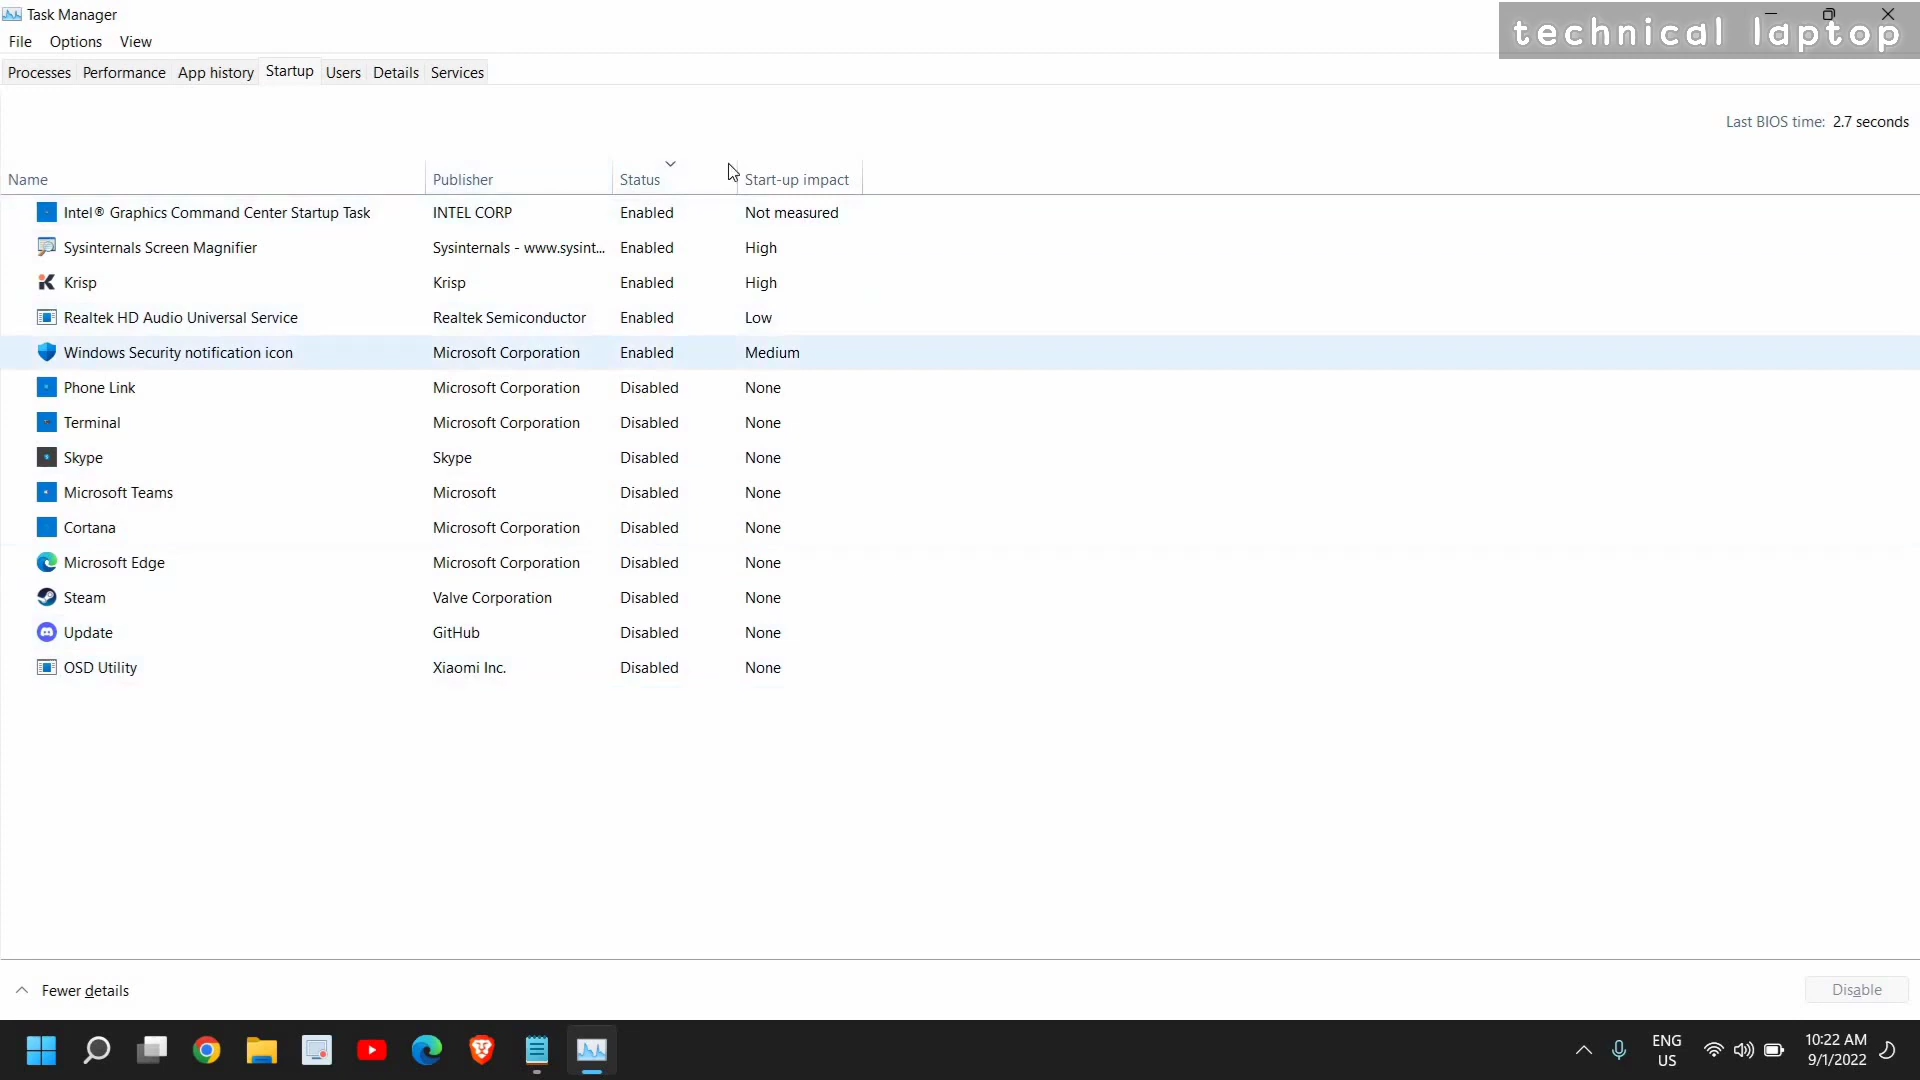 Task Manager
technical laptop
File Options View
Processes Performance App history Startup Users Details Services
Last BIOS time: 2.7 seconds
Name Publisher Status Start-up impact
Intel® Graphics Command Center Startup Task INTEL CORP Enabled Not measured
Sysinternals Screen Magnifier Sysinternals - www.sysint... Enabled High
Krisp Krisp Enabled High
Realtek HD Audio Universal Service Realtek Semiconductor Enabled Low
Windows Security notification icon Microsoft Corporation Enabled Medium
Phone Link Microsoft Corporation Disabled None
Terminal Microsoft Corporation Disabled None
Skype Skype Disabled None
Microsoft Teams Microsoft Disabled None
Cortana Microsoft Corporation Disabled None
Microsoft Edge Microsoft Corporation Disabled None
Steam Valve Corporation Disabled None
Update GitHub Disabled None
OSD Utility Xiaomi Inc. Disabled None
Fewer details
Disable
ENG 10:22 AM
US 9/1/2022